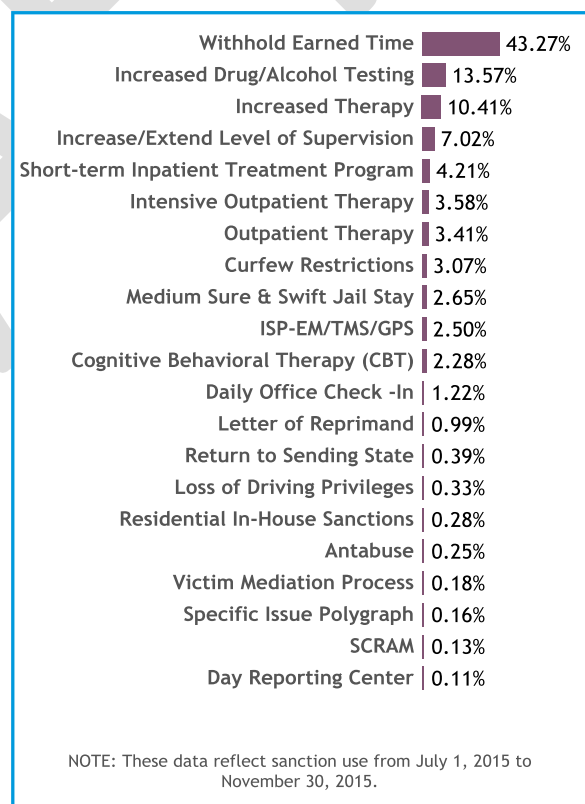 Withhold Earned Time 43.27%
Increased Drug/Alcohol Testing 13.57%
Increased Therapy 10.41%
Increase/Extend Level of Supervision 7.02%
Short-term Inpatient Treatment Program 4.21%
Intensive Outpatient Therapy 3.58%
Outpatient Therapy 3.41%
Curfew Restrictions 3.07%
Medium Sure & Swift Jail Stay 2.65%
ISP-EM/TMS/GPS 2.50%
Cognitive Behavioral Therapy (CBT) 2.28%
Daily Office Check -In 1.22%
Letter of Reprimand 0.99%
Return to Sending State 0.39%
Loss of Driving Privileges 0.33%
Residential In-House Sanctions 0.28%
Antabuse 0.25%
Victim Mediation Process 0.18%
Specific Issue Polygraph 0.16%
SCRAM 0.13%
Day Reporting Center 0.11%
NOTE: These data reflect sanction use from July 1, 2015 to
November 30, 2015.